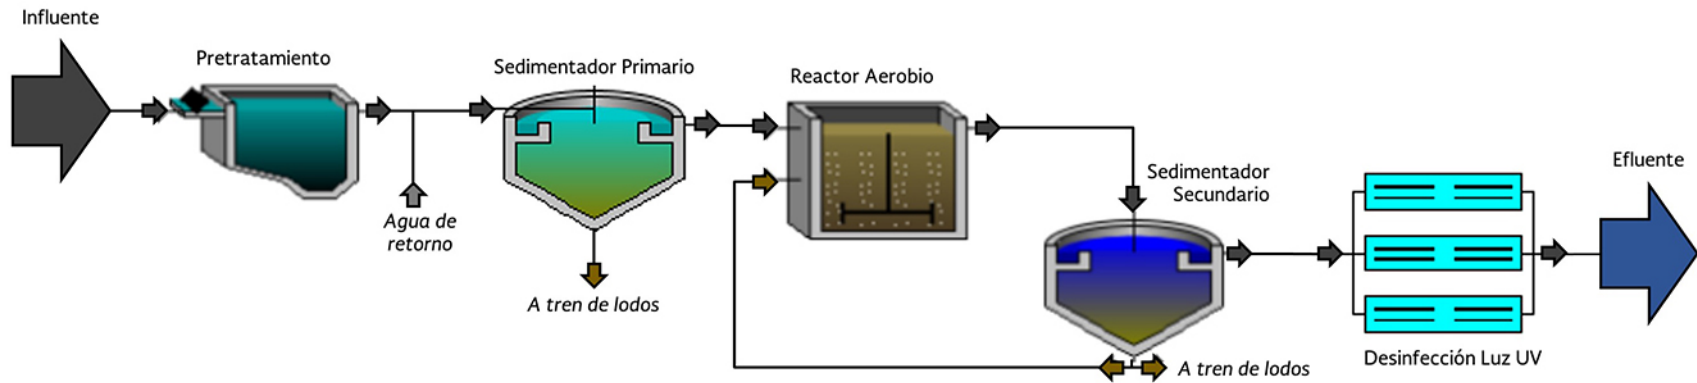 Influente
Pretratamiento
Sedimentador Primario
Reactor Aerobio
Agua de
retorno
A tren de lodos
Sedimentador
Secundario
Efluente
A tren de lodos
Desinfección Luz UV